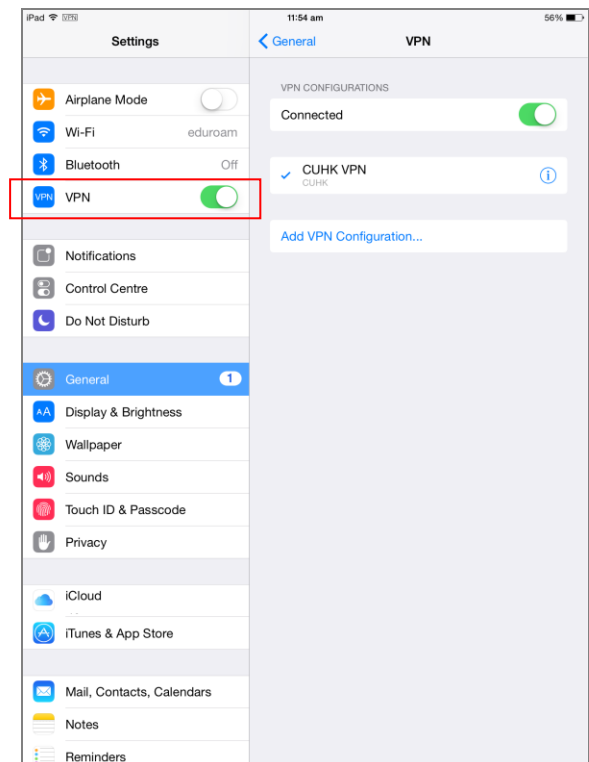 iPad VPN 11:54 am 56%
Settings
General VPN
VPN CONFIGURATIONS
Airplane Mode
Connected
Wi-Fi eduroam
Bluetooth Off
CUHK VPN
CUHK
VPN VPN
Add VPN Configuration...
Notifications
Control Centre
Do Not Disturb
General 1
AA Display & Brightness
Wallpaper
Sounds
Touch ID & Passcode
Privacy
iCloud
iTunes & App Store
Mail, Contacts, Calendars
Notes
Reminders